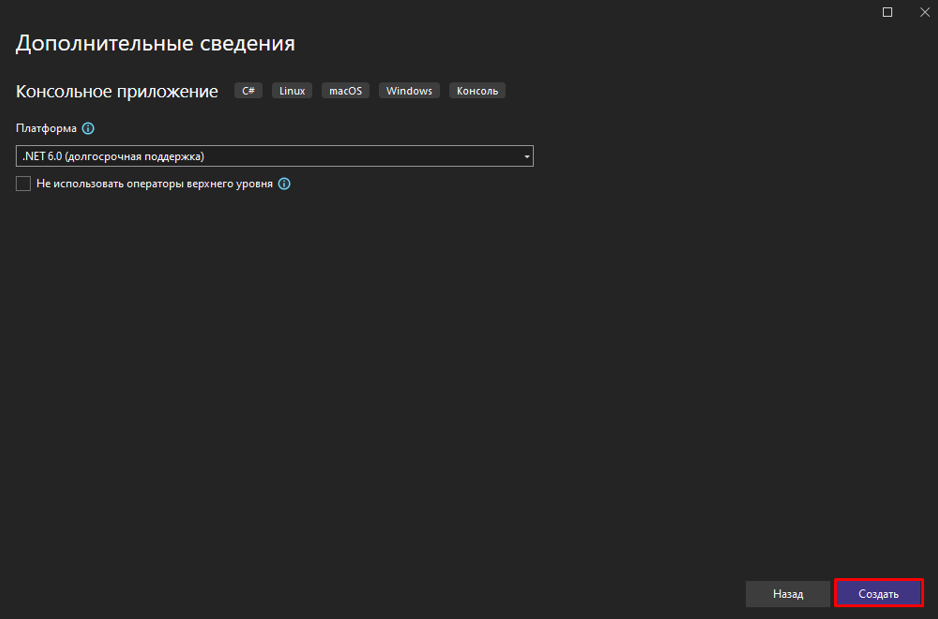 Дополнительные сведения
Консольное приложение C# Linux macOS Windows Консоль
Платформа
.NET 6.0 (долгосрочная поддержка)
Не использовать операторы верхнего уровня
Назад Создать